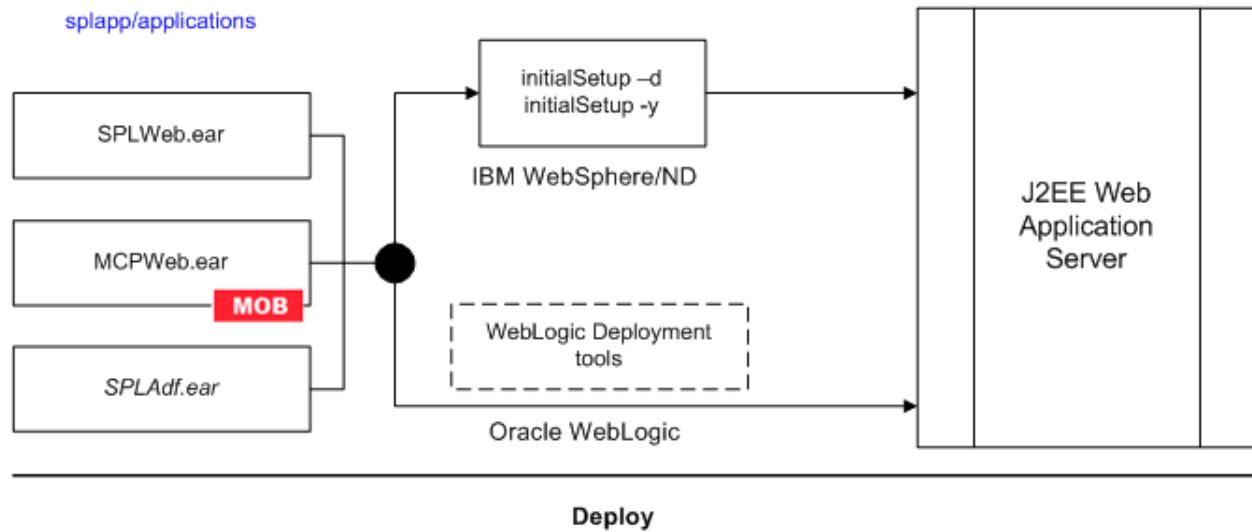 splapp/applications
SPLWeb.ear
MCPWeb.ear
MOB
SPLAdf.ear
initialSetup –d
initialSetup -y
IBM WebSphere/ND
WebLogic Deployment
tools
Oracle WebLogic
J2EE Web
Application
Server
Deploy